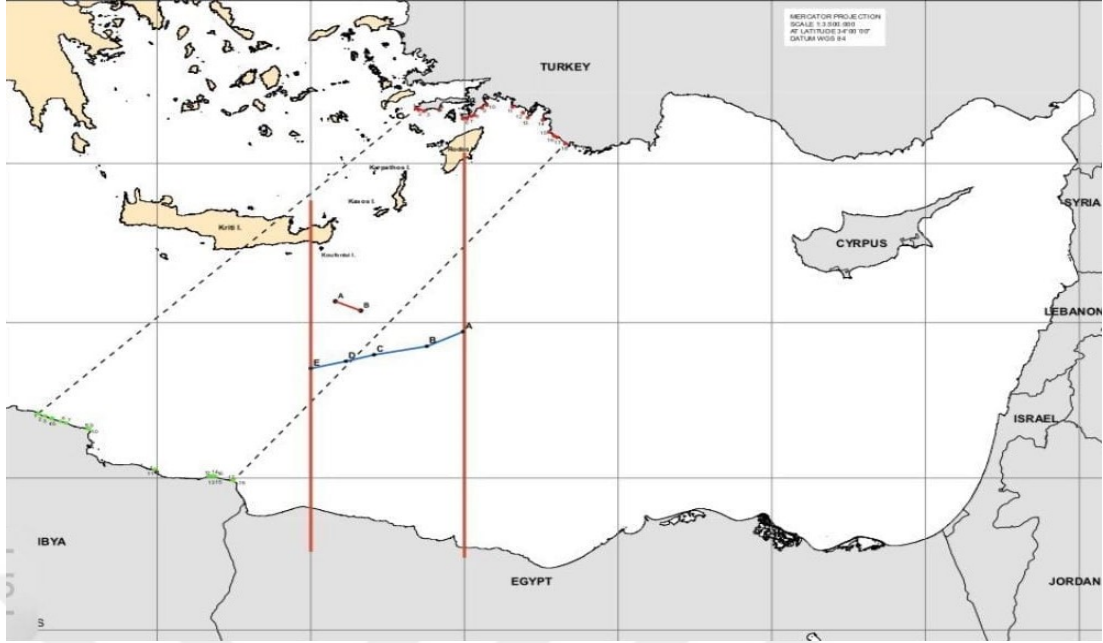 MERCATOR PROJECTION
SCALE 1:3 500 000
AT LATITUDE 34°00'00"
DATUM WGS 84
TURKEY
Rodos
Karpathos I.
Kasos I.
SYRIA
Kriti I.
CYRPUS
Koufonisi I.
A
B
LEBANON
A
B
C
D
E
ISRAEL
IBYA
EGYPT
JORDAN
S